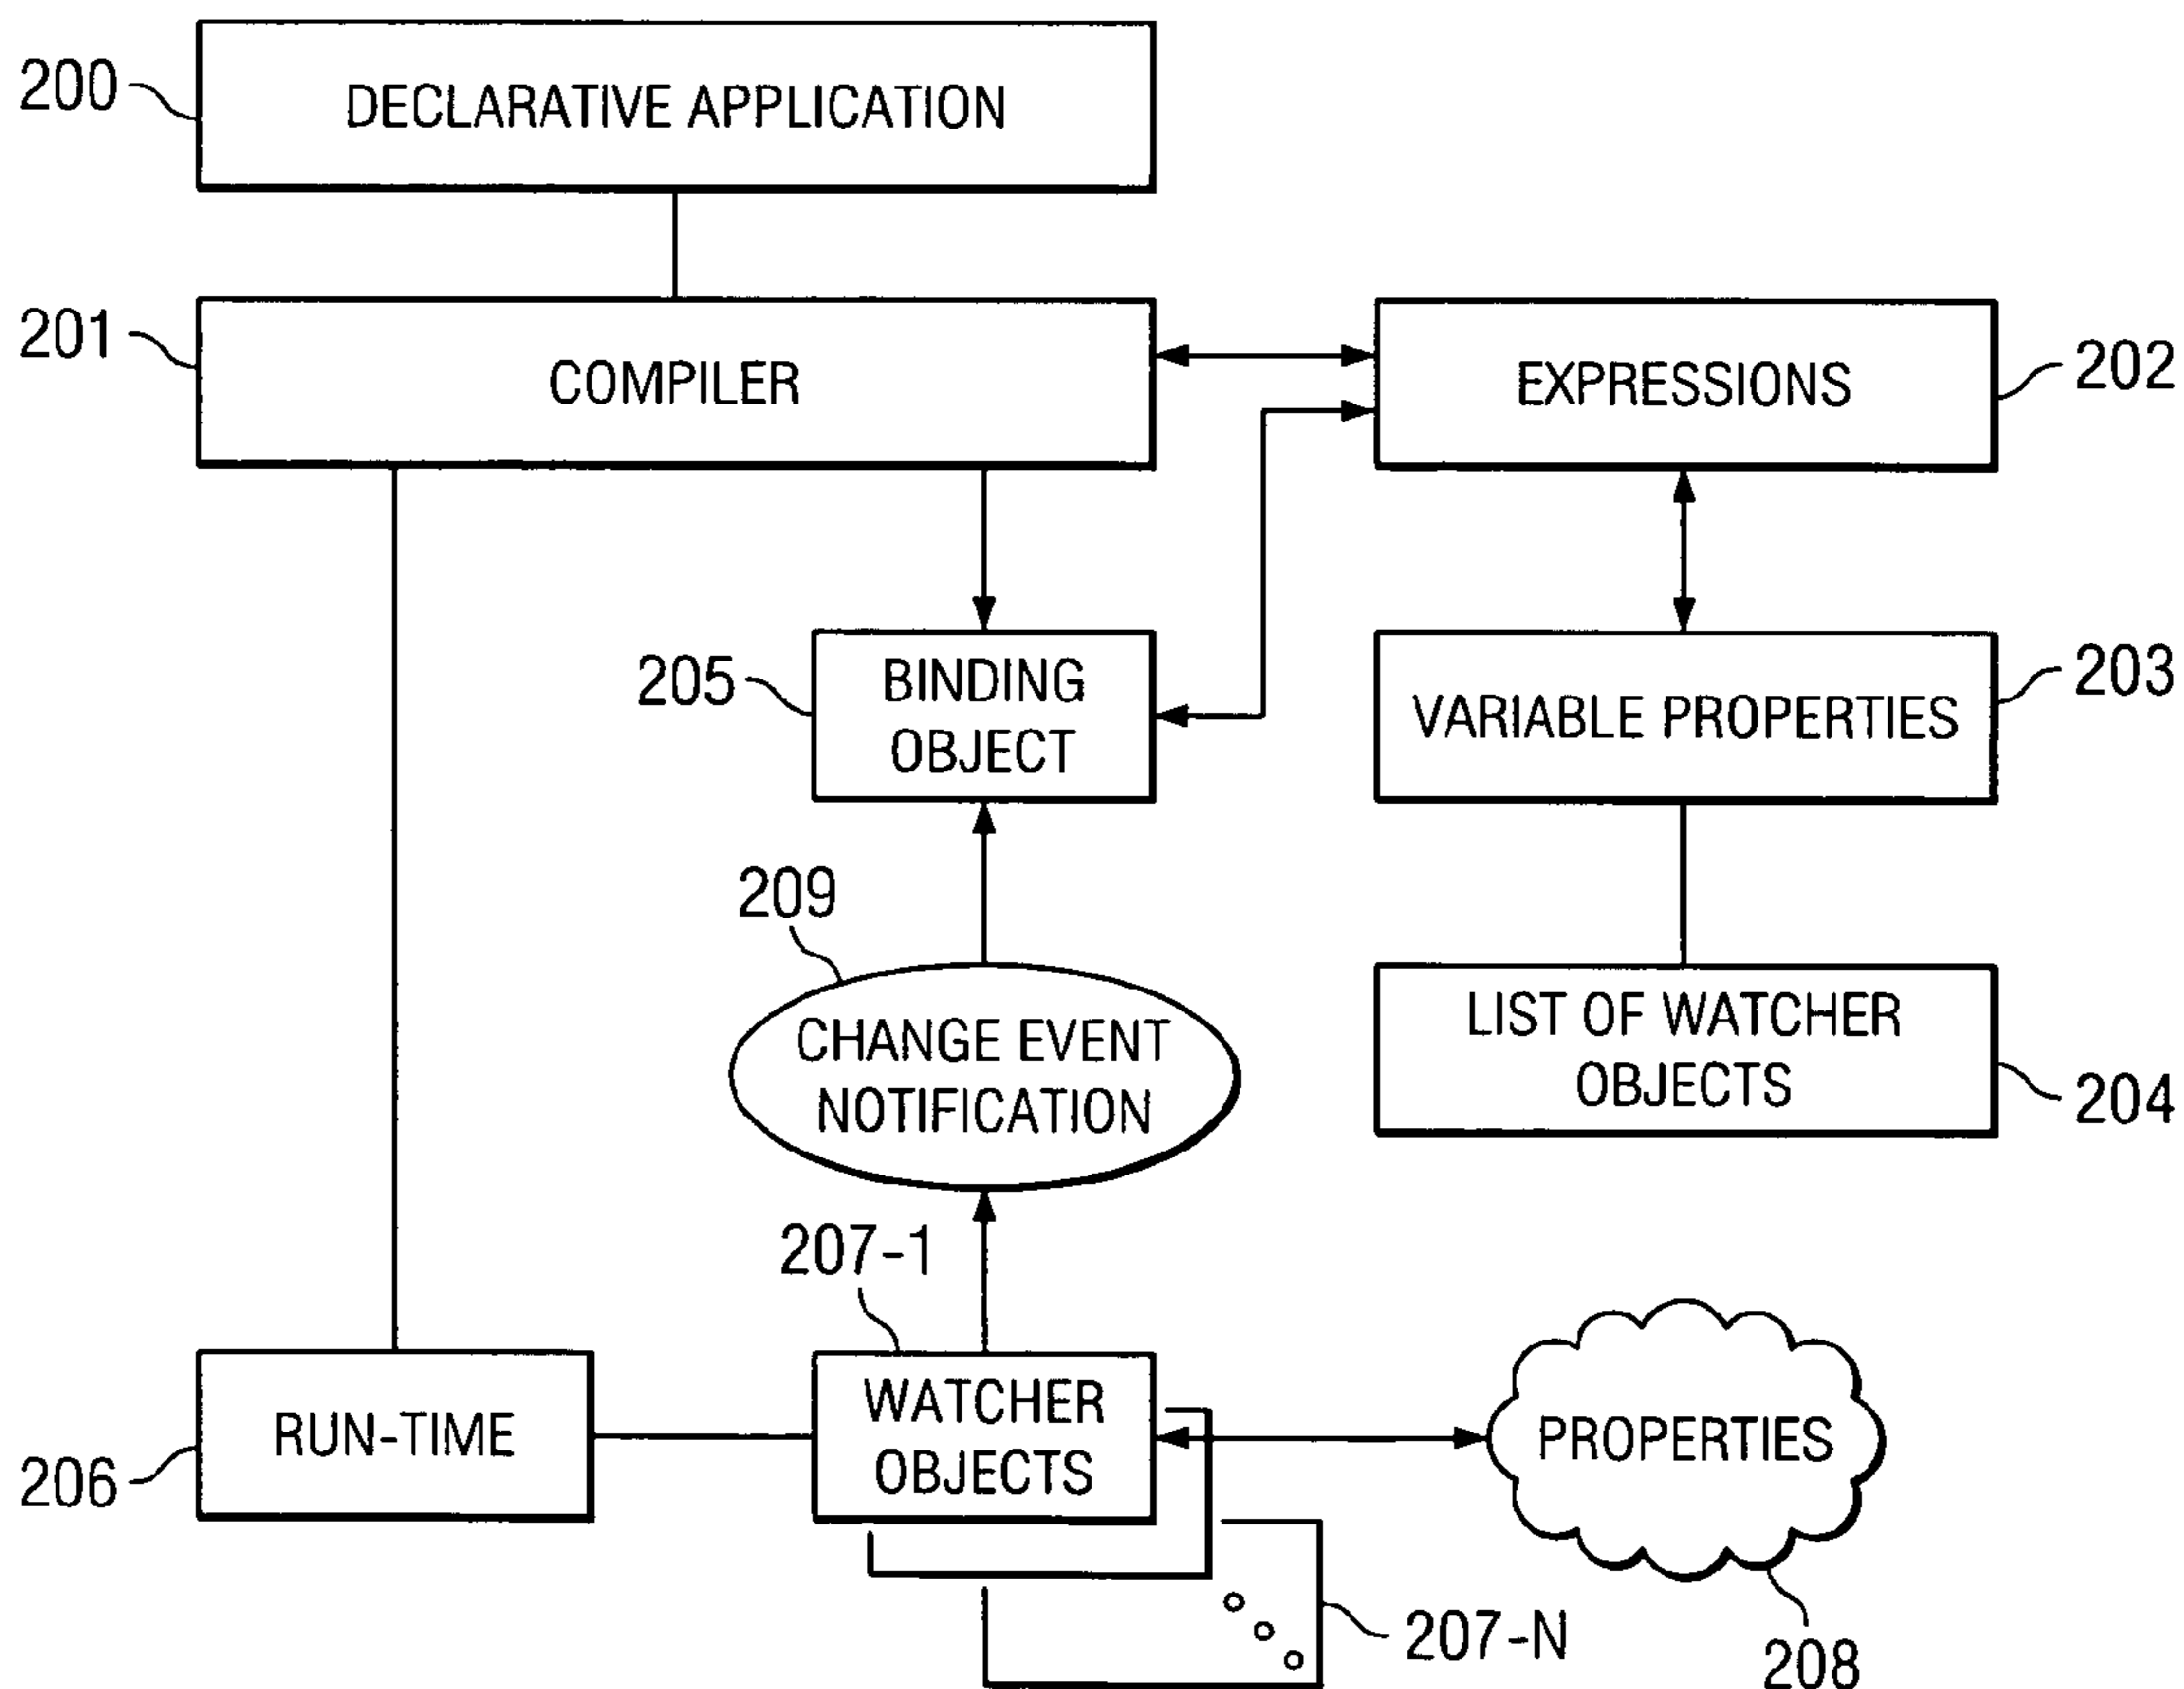 200
DECLARATIVE APPLICATION
201
COMPILER
EXPRESSIONS
202
205
BINDING
OBJECT
VARIABLE PROPERTIES
203
209
CHANGE EVENT
NOTIFICATION
LIST OF WATCHER
OBJECTS
204
207-1
206
RUN-TIME
WATCHER
OBJECTS
PROPERTIES
207-N
208